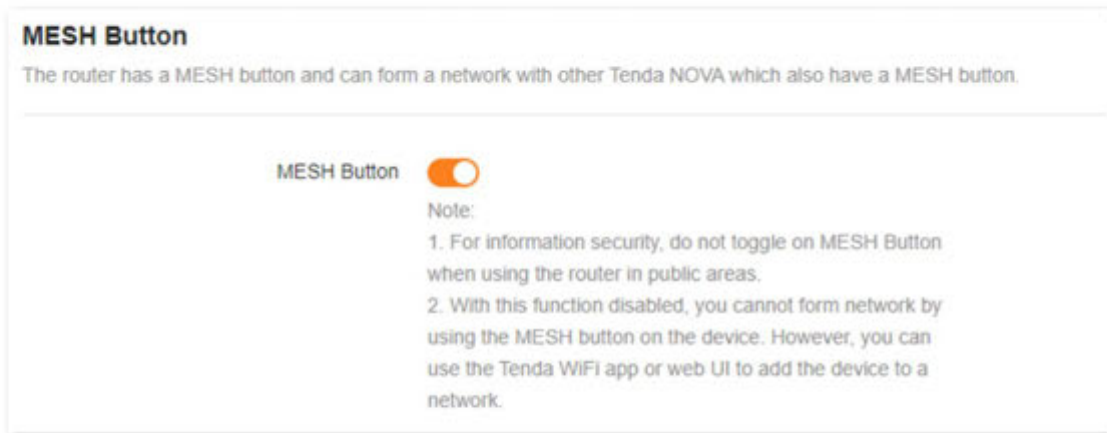 MESH Button
The router has a MESH button and can form a network with other Tenda NOVA which also have a MESH button.
MESH Button
Note:
1. For information security, do not toggle on MESH Button
when using the router in public areas.
2. With this function disabled, you cannot form network by
using the MESH button on the device. However, you can
use the Tenda WiFi app or web UI to add the device to a
network.